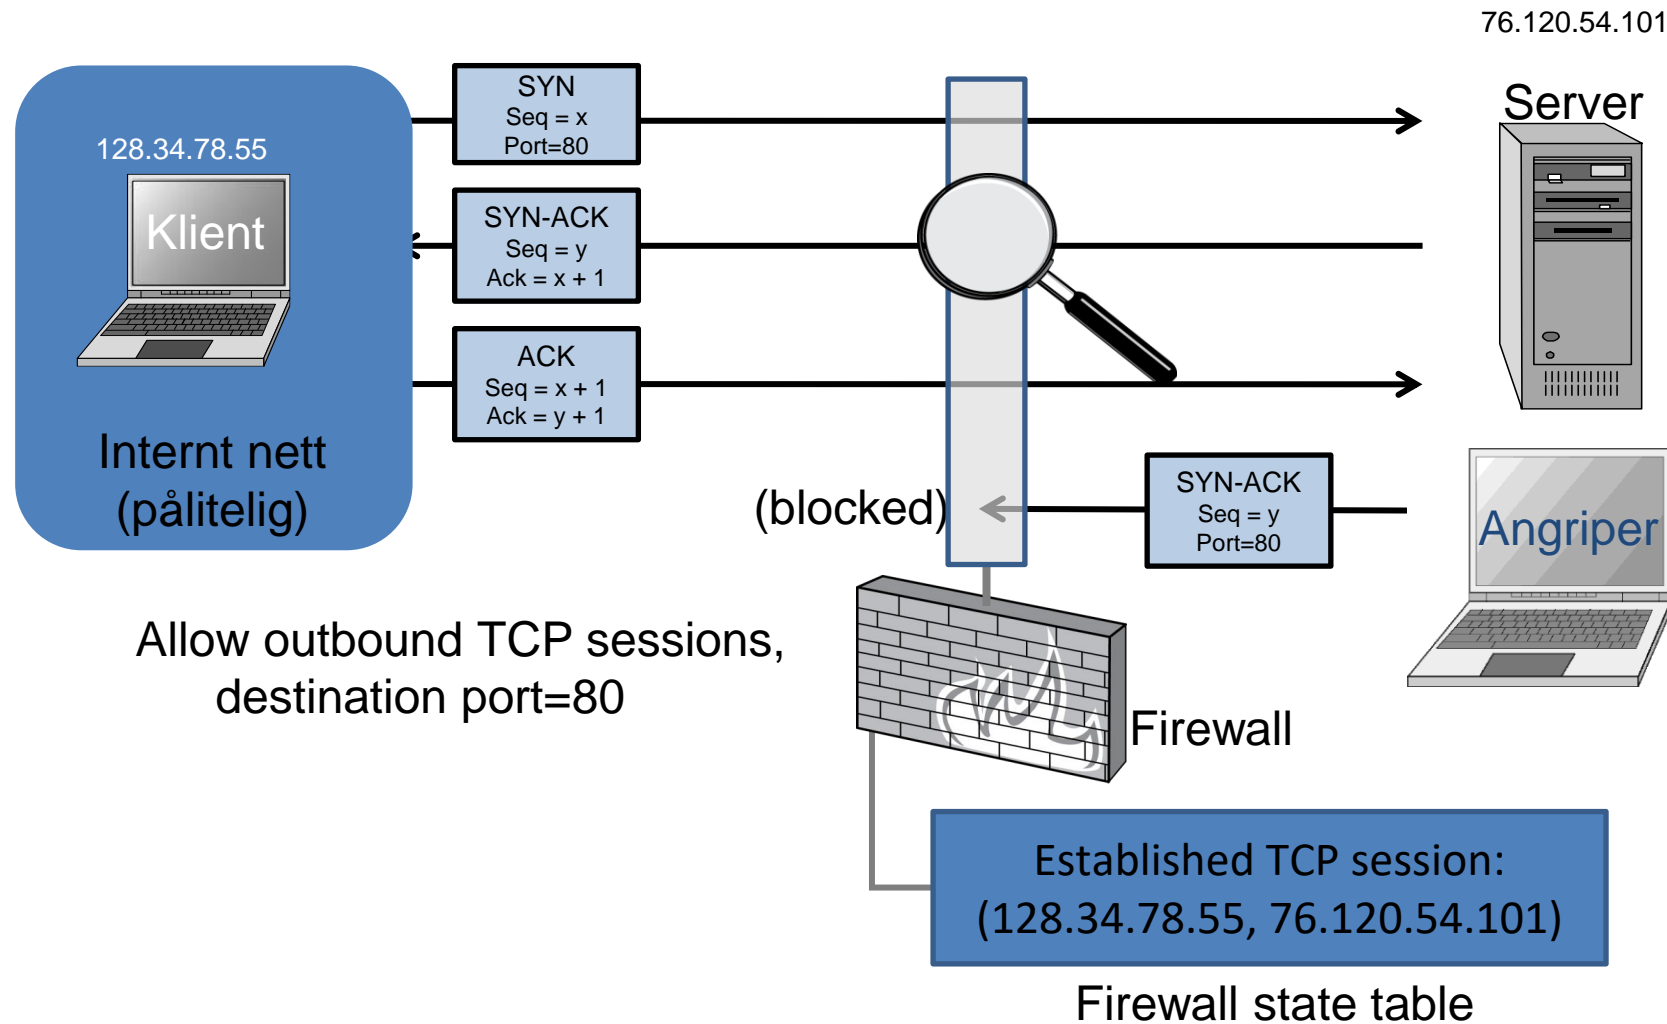 76.120.54.101
SYN
Seq = x
Port=80
Server
128.34.78.55
Klient
SYN-ACK
Seq = y
Ack = x + 1
ACK
Seq = x + 1
Ack = y + 1
Internt nett
(pålitelig)
(blocked)
SYN-ACK
Seq = y
Port=80
Angriper
Allow outbound TCP sessions,
destination port=80
Firewall
Established TCP session:
(128.34.78.55, 76.120.54.101)
Firewall state table